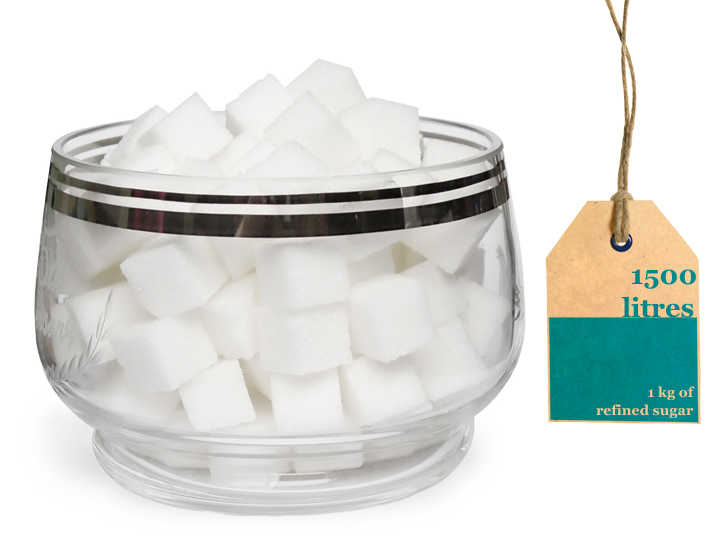 1500
litres
1 kg of
refined sugar